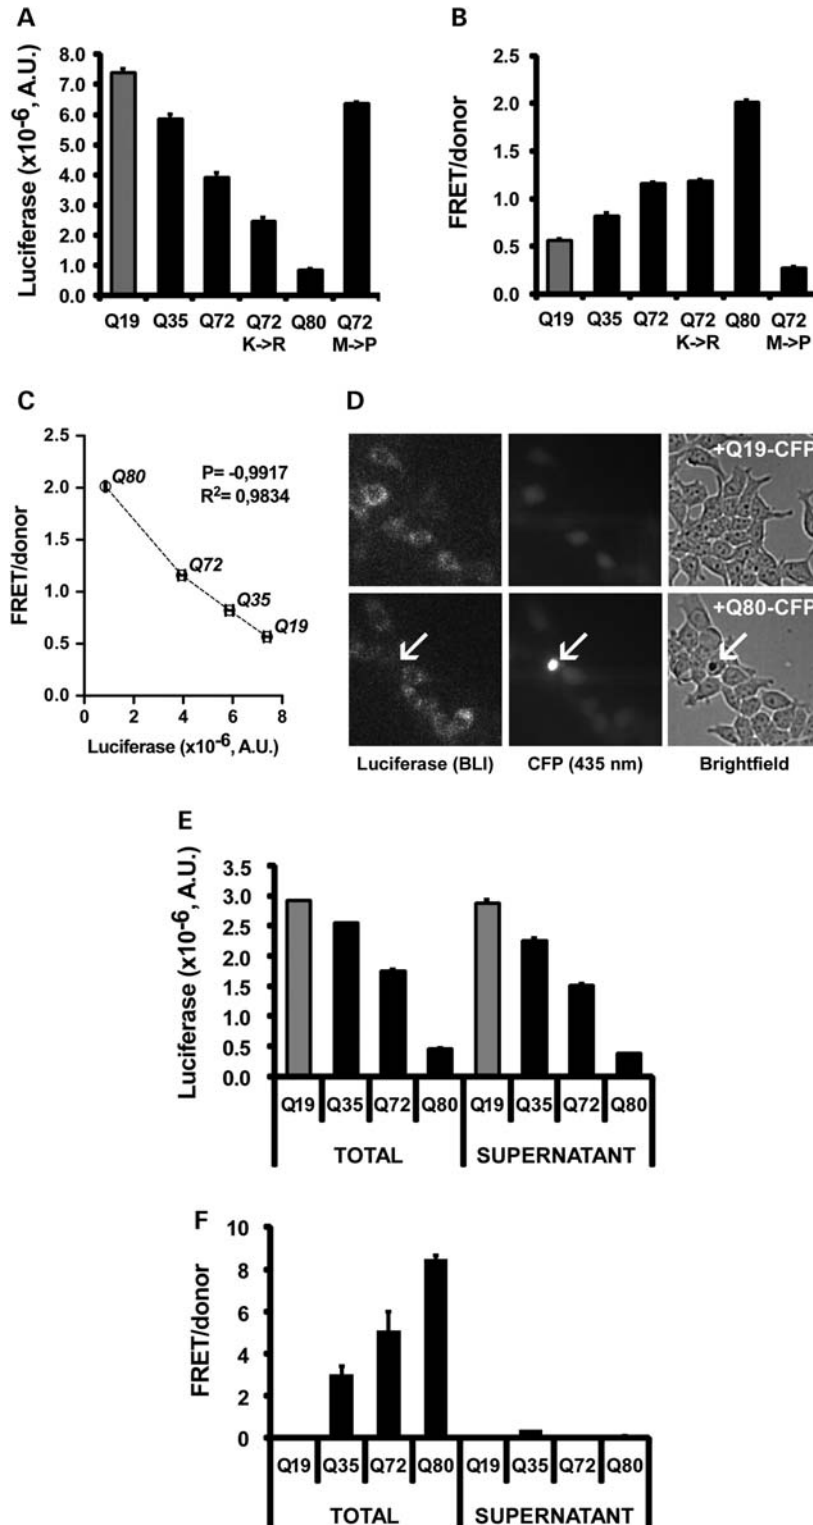 A
Luciferase (x10-6, A.U.)
8.0
7.0
6.0
5.0
4.0
3.0
2.0
1.0
0.0
Q19 Q35 Q72 Q72 Q80 Q72
K->R M->P
B
FRET/donor
2.5
2.0
1.5
1.0
0.5
0.0
Q19 Q35 Q72 Q72 Q80 Q72
K->R M->P
C
FRET/donor
2.5
2.0
1.5
1.0
0.5
0.0
Q80
Q72
Q35
Q19
P= -0,9917
R2= 0,9834
0 2 4 6 8
Luciferase (x10-6, A.U.)
D
+Q19-CFP
+Q80-CFP
Luciferase (BLI) CFP (435 nm) Brightfield
E
Luciferase (x10-6, A.U.)
3.5
3.0
2.5
2.0
1.5
1.0
0.5
0.0
Q19 Q35 Q72 Q80 Q19 Q35 Q72 Q80
TOTAL SUPERNATANT
F
FRET/donor
10
8
6
4
2
0
Q19 Q35 Q72 Q80 Q19 Q35 Q72 Q80
TOTAL SUPERNATANT